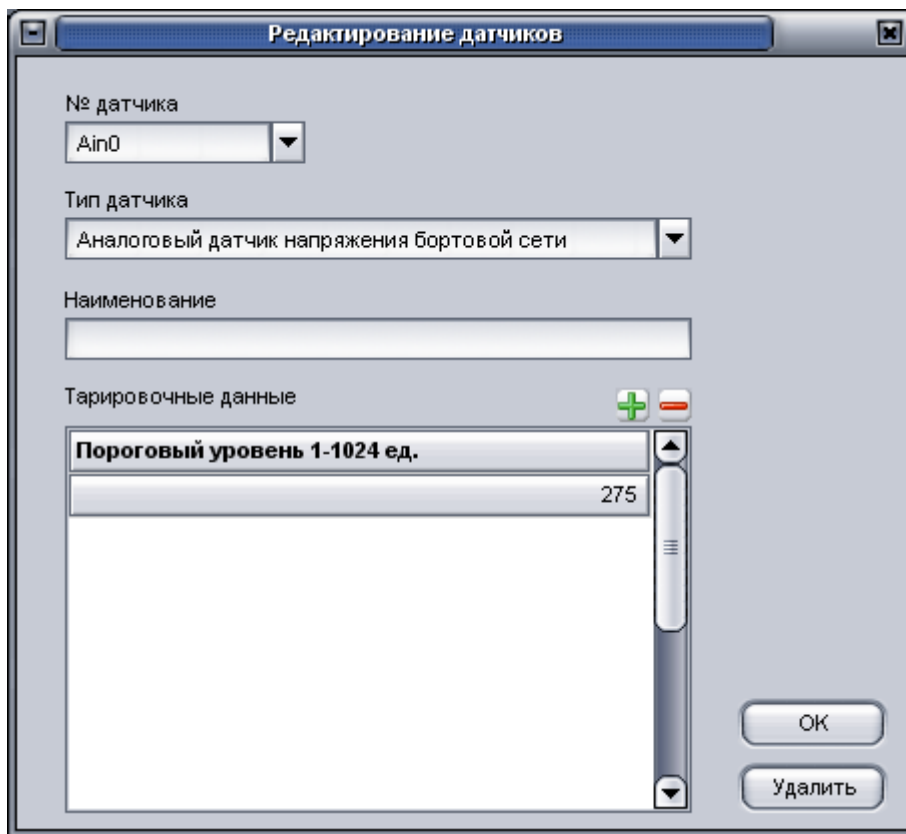 Редактирование датчиков
№ датчика
Ain0
Тип датчика
Аналоговый датчик напряжения бортовой сети
Наименование
Тарировочные данные
Пороговый уровень 1-1024 ед.
275
OK
Удалить